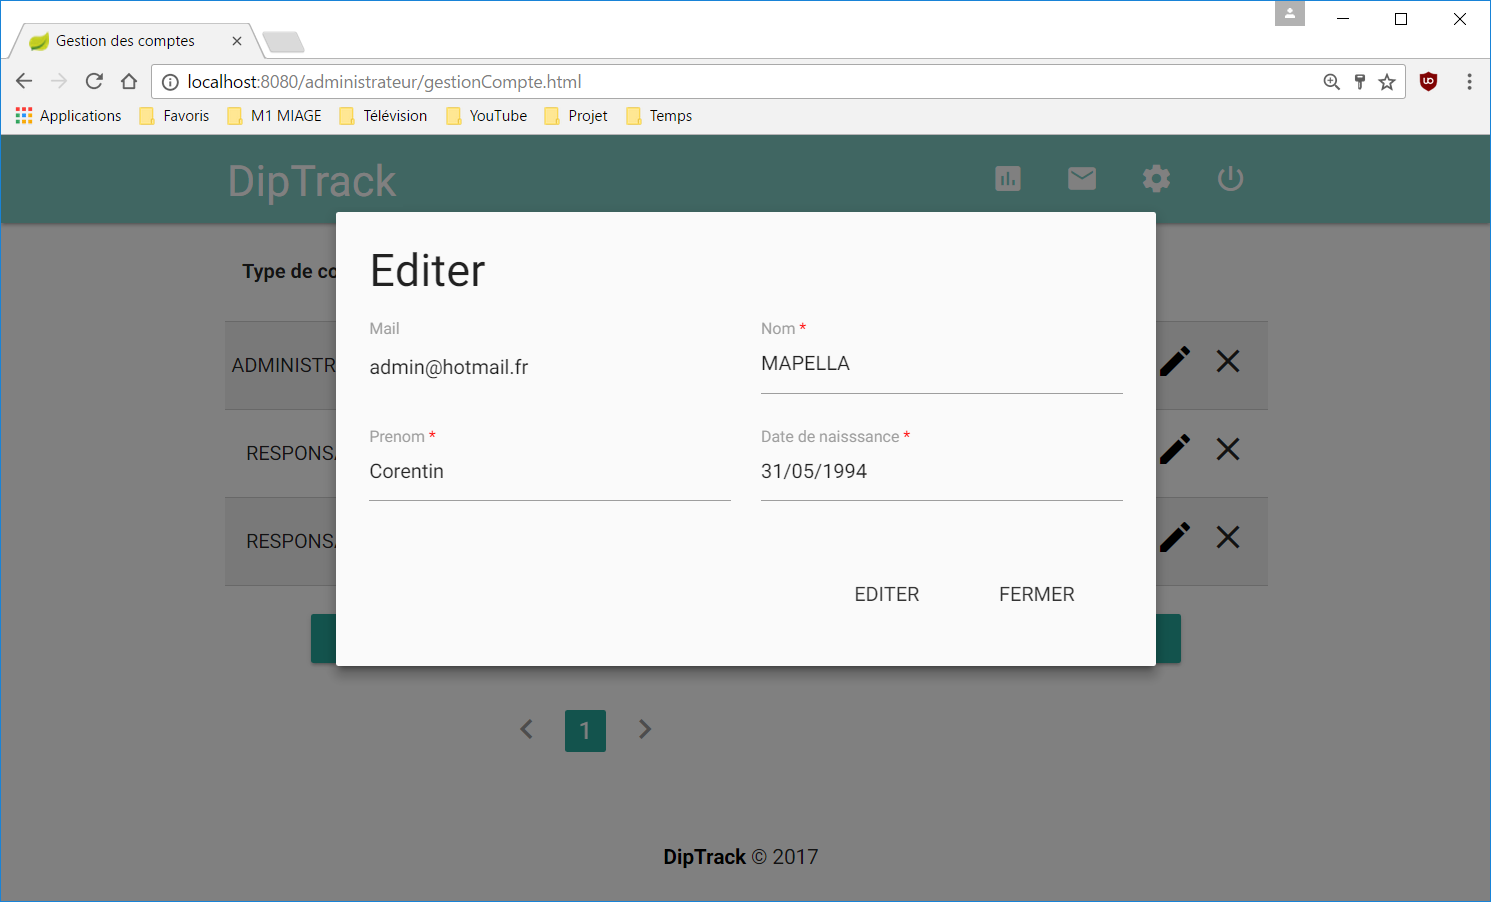 Gestion des comptes
localhost:8080/administrateur/gestionCompte.html
Applications Favoris M1 MIAGE Télévision YouTube Projet Temps
DipTrack
Type de co
Editer
Mail
admin@hotmail.fr
Nom *
MAPELLA
Prenom *
Corentin
Date de naisssance *
31/05/1994
EDITER FERMER
ADMINISTR
RESPONSA
RESPONSA
1
DipTrack © 2017